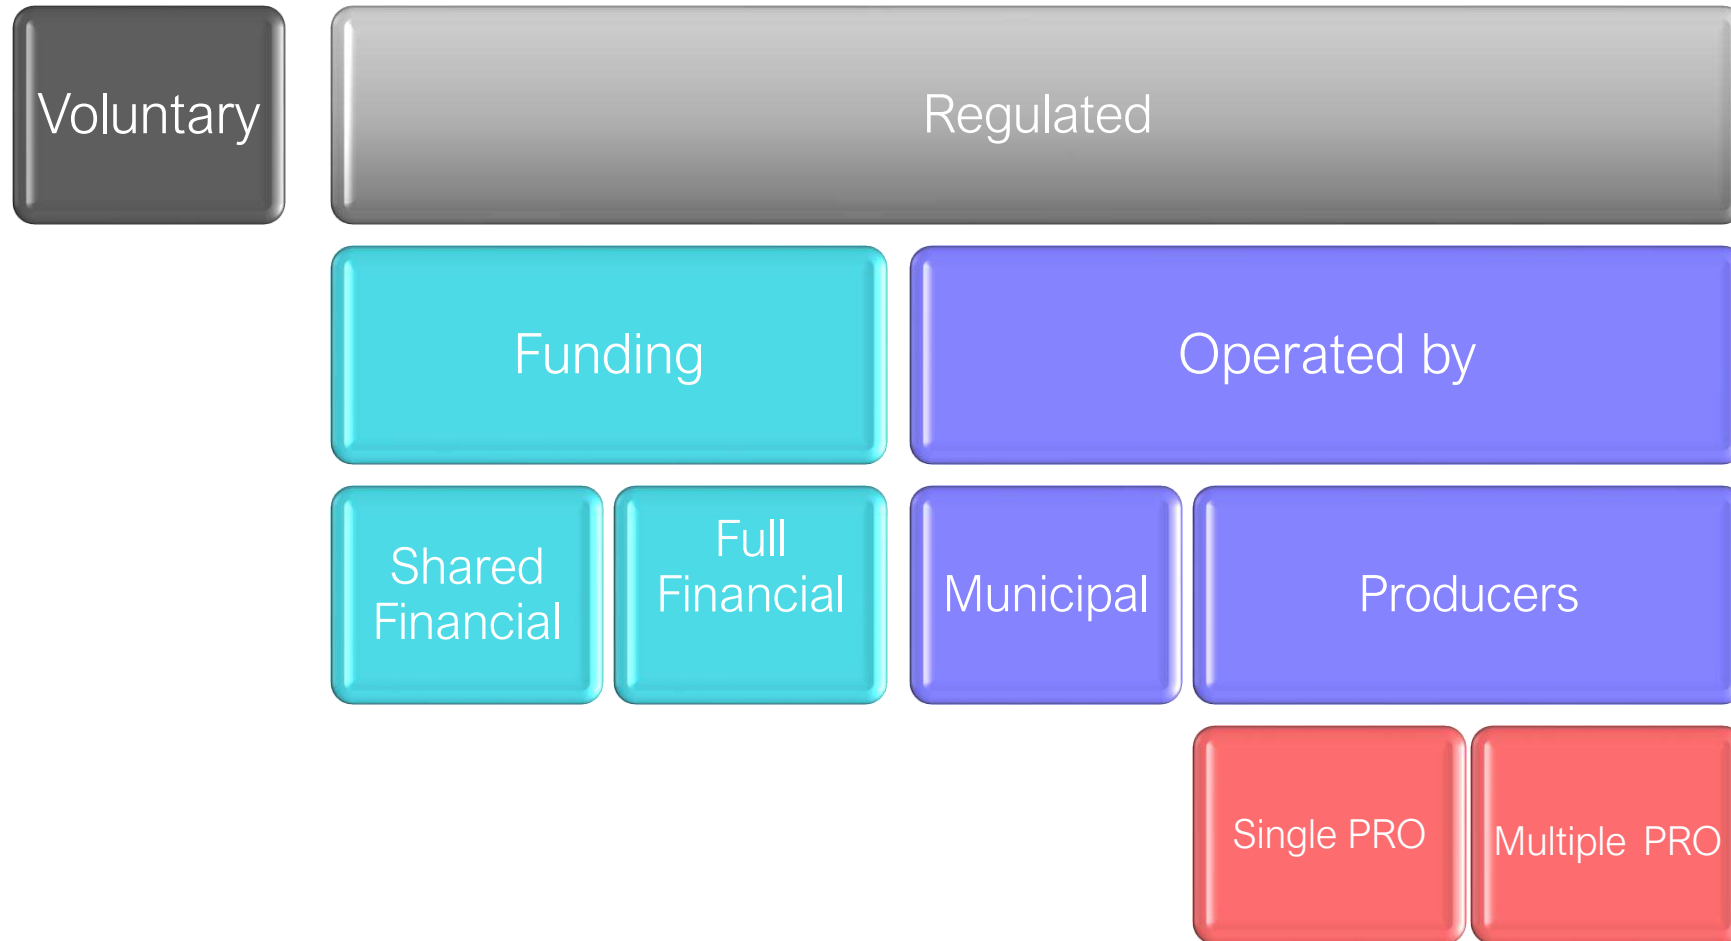 Voluntary
Regulated
Funding
Operated by
Shared
Financial
Full
Financial
Municipal
Producers
Single PRO
Multiple PRO